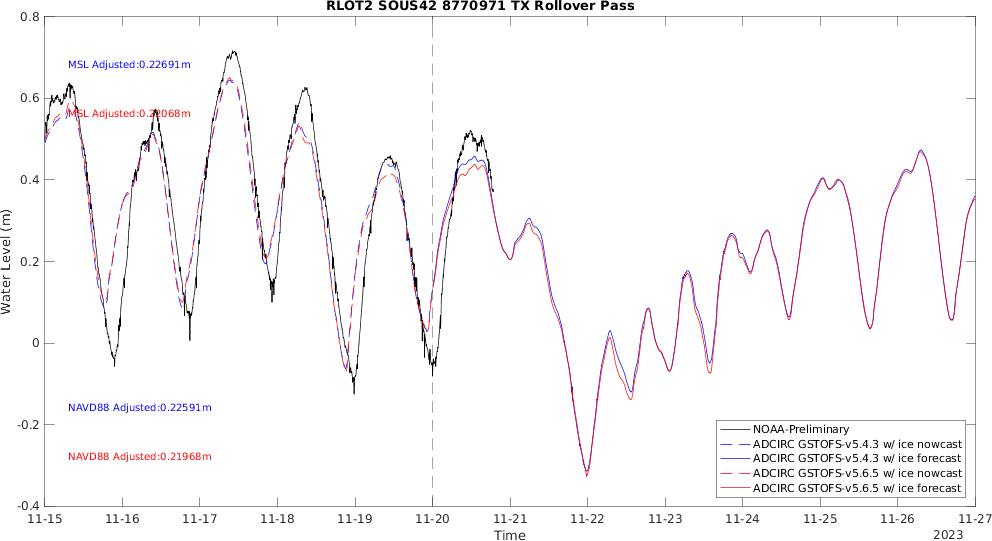 RLOT2 SOUS42 8770971 TX Rollover Pass
0.8
0.6
0.4
0.2
0
-0.2
-0.4
Water Level (m)
MSL Adjusted:0.22691m
MSL Adjusted:0.22068m
NAVD88 Adjusted:0.22591m
NAVD88 Adjusted:0.21968m
NOAA-Preliminary
ADCIRC GSTOFS-v5.4.3 w/ ice nowcast
ADCIRC GSTOFS-v5.4.3 w/ ice forecast
ADCIRC GSTOFS-v5.6.5 w/ ice nowcast
ADCIRC GSTOFS-v5.6.5 w/ ice forecast
11-15 11-16 11-17 11-18 11-19 11-20 11-21 11-22 11-23 11-24 11-25 11-26 11-27
Time
2023